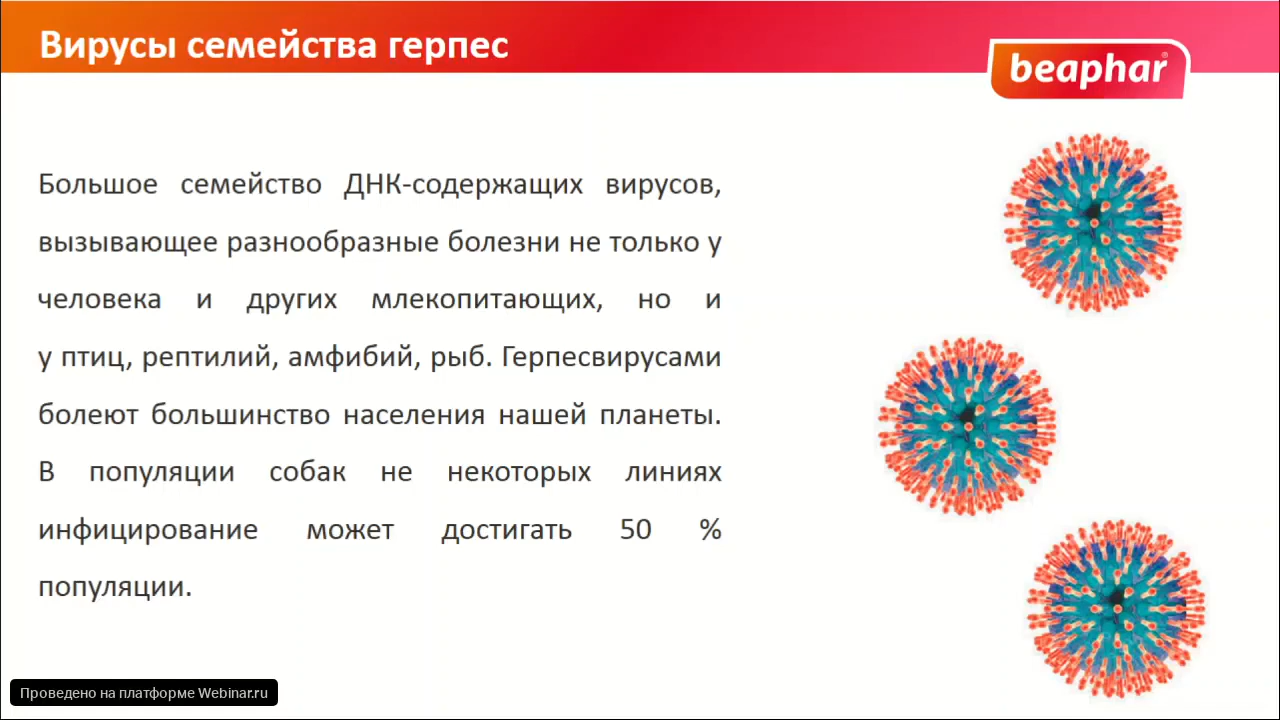 Вирусы семейства герпес
beaphar®
Большое семейство ДНК-содержащих вирусов,
вызывающее разнообразные болезни не только у
человека и других млекопитающих, но и
у птиц, рептилий, амфибий, рыб. Герпесвирусами
болеют большинство населения нашей планеты.
В популяции собак не некоторых линиях
инфицирование может достигать 50 %
популяции.
Проведено на платформе Webinar.ru